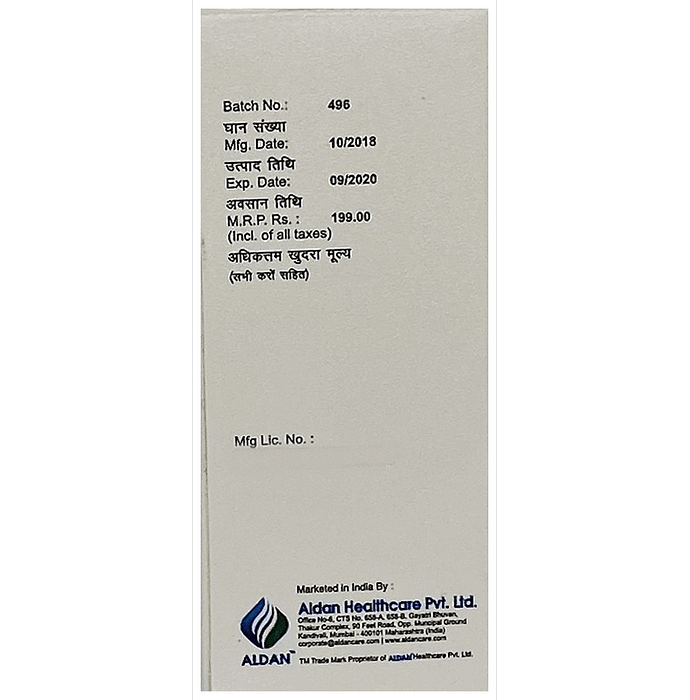 Batch No.: 496
घान संख्या
Mfg. Date: 10/2018
उत्पाद तिथि
Exp. Date: 09/2020
अवसान तिथि
M.R.P. Rs. : 199.00
(Incl. of all taxes)
अधिकत्तम खुदरा मूल्य
(सभी करों सहित)
Mfg Lic. No. :
Marketed in India By :
Aldan Healthcare Pvt. Ltd.
Office No-6, CTS No. 658-A, 658-B, Gayatri Bhuvan,
Thakur Complex, 90 Feet Road, Opp. Muncipal Ground
Kandivali, Mumbai - 400101 Maharashtra (India)
corporate@aldancare.com | www.aldancare.com
ALDAN™
TM Trade Mark Proprietor of ALDAN Healthcare Pvt. Ltd.